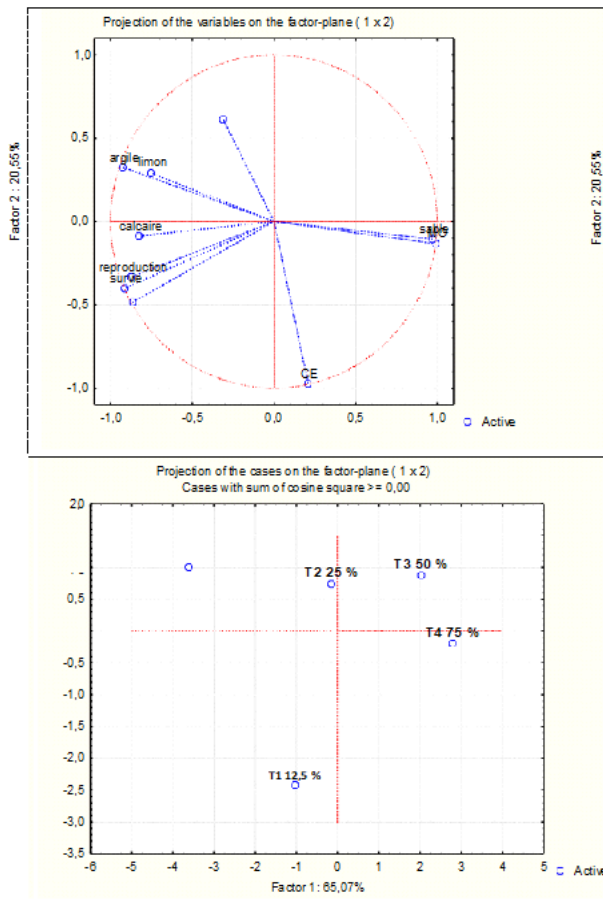 Projection of the variables on the factor-plane ( 1 x 2)
1,0
0,5
argile
limon
0,0
calcaire
sable
reproduction
survie
-0,5
CE
-1,0
-1,0 -0,5 0,0 0,5 1,0
Active
Factor 2 : 20,55%
Factor 2 : 20,55%
Projection of the cases on the factor-plane ( 1 x 2)
Cases with sum of cosine square >= 0,00
2,0
T2 25 %
T3 50 %
0,5
T4 75 %
-0,5
-1,0
-1,5
-2,0
T1 12,5 %
-2,5
-3,0
-3,5
-6 -5 -4 -3 -2 -1 0 1 2 3 4 5
Active
Factor 1 : 65,07%